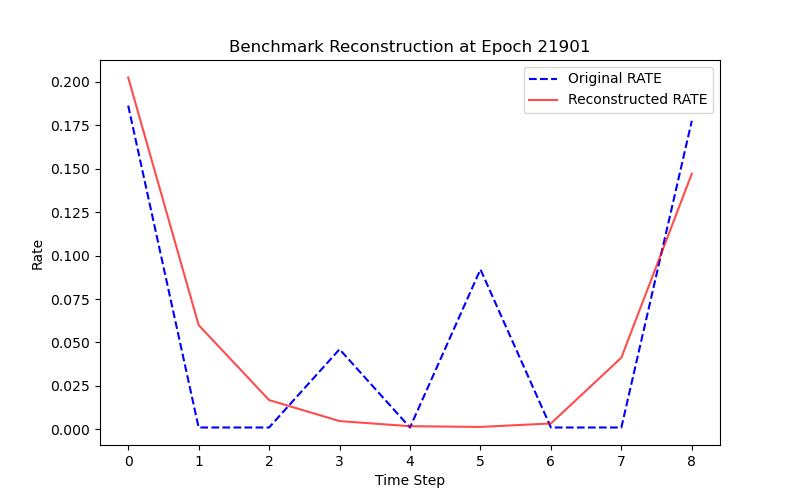 Benchmark Reconstruction at Epoch 21901
Original RATE
Reconstructed RATE
0.200
0.175
0.150
0.125
0.100
0.075
0.050
0.025
0.000
Rate
0 1 2 3 4 5 6 7 8
Time Step